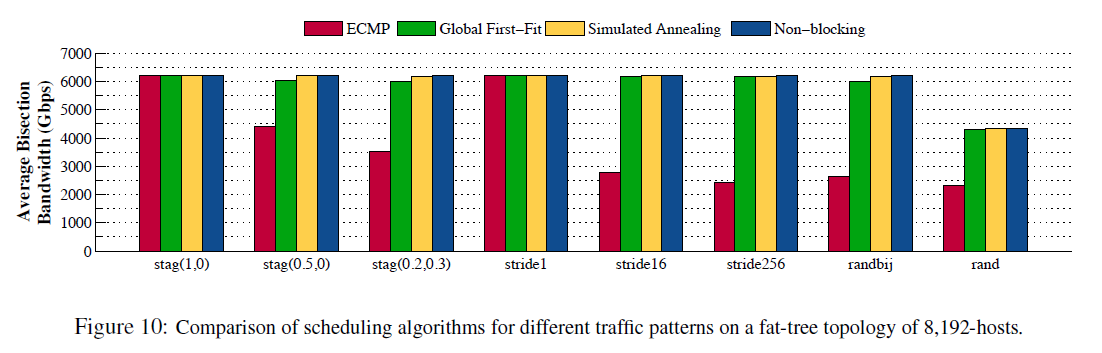 ECMP Global First–Fit Simulated Annealing Non–blocking
Average Bisection
Bandwidth (Gbps)
7000
6000
5000
4000
3000
2000
1000
0
stag(1,0) stag(0.5,0) stag(0.2,0.3) stride1 stride16 stride256 randbij rand
Figure 10: Comparison of scheduling algorithms for different traffic patterns on a fat-tree topology of 8,192-hosts.